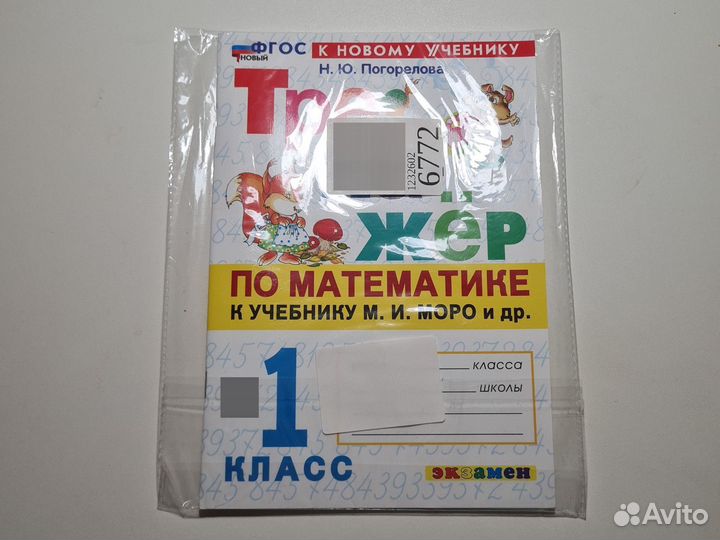 ФГОС К НОВОМУ УЧЕБНИКУ
НОВЫЙ
Н. Ю. Погорелова
Тре
1232602
6772
жёр
ПО МАТЕМАТИКЕ
К УЧЕБНИКУ М. И. МОРО и др.
класса
школы
1
КЛАСС
экзамен
Avito